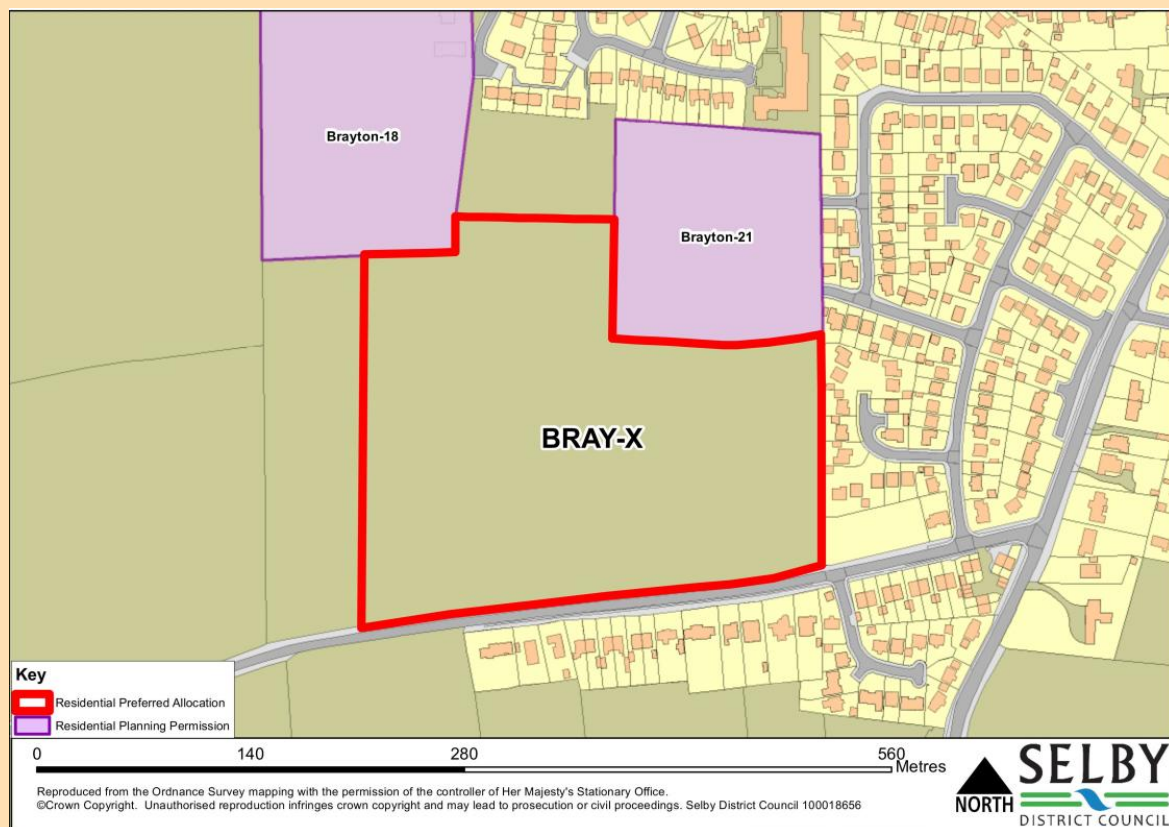 Brayton-18
Brayton-21
BRAY-X
Key
Residential Preferred Allocation
Residential Planning Permission
0 140 280 560
Metres
Reproduced from the Ordnance Survey mapping with the permission of the controller of Her Majesty's Stationary Office.
©Crown Copyright. Unauthorised reproduction infringes crown copyright and may lead to prosecution or civil proceedings. Selby District Council 100018656
NORTH
SELBY
DISTRICT COUNCIL